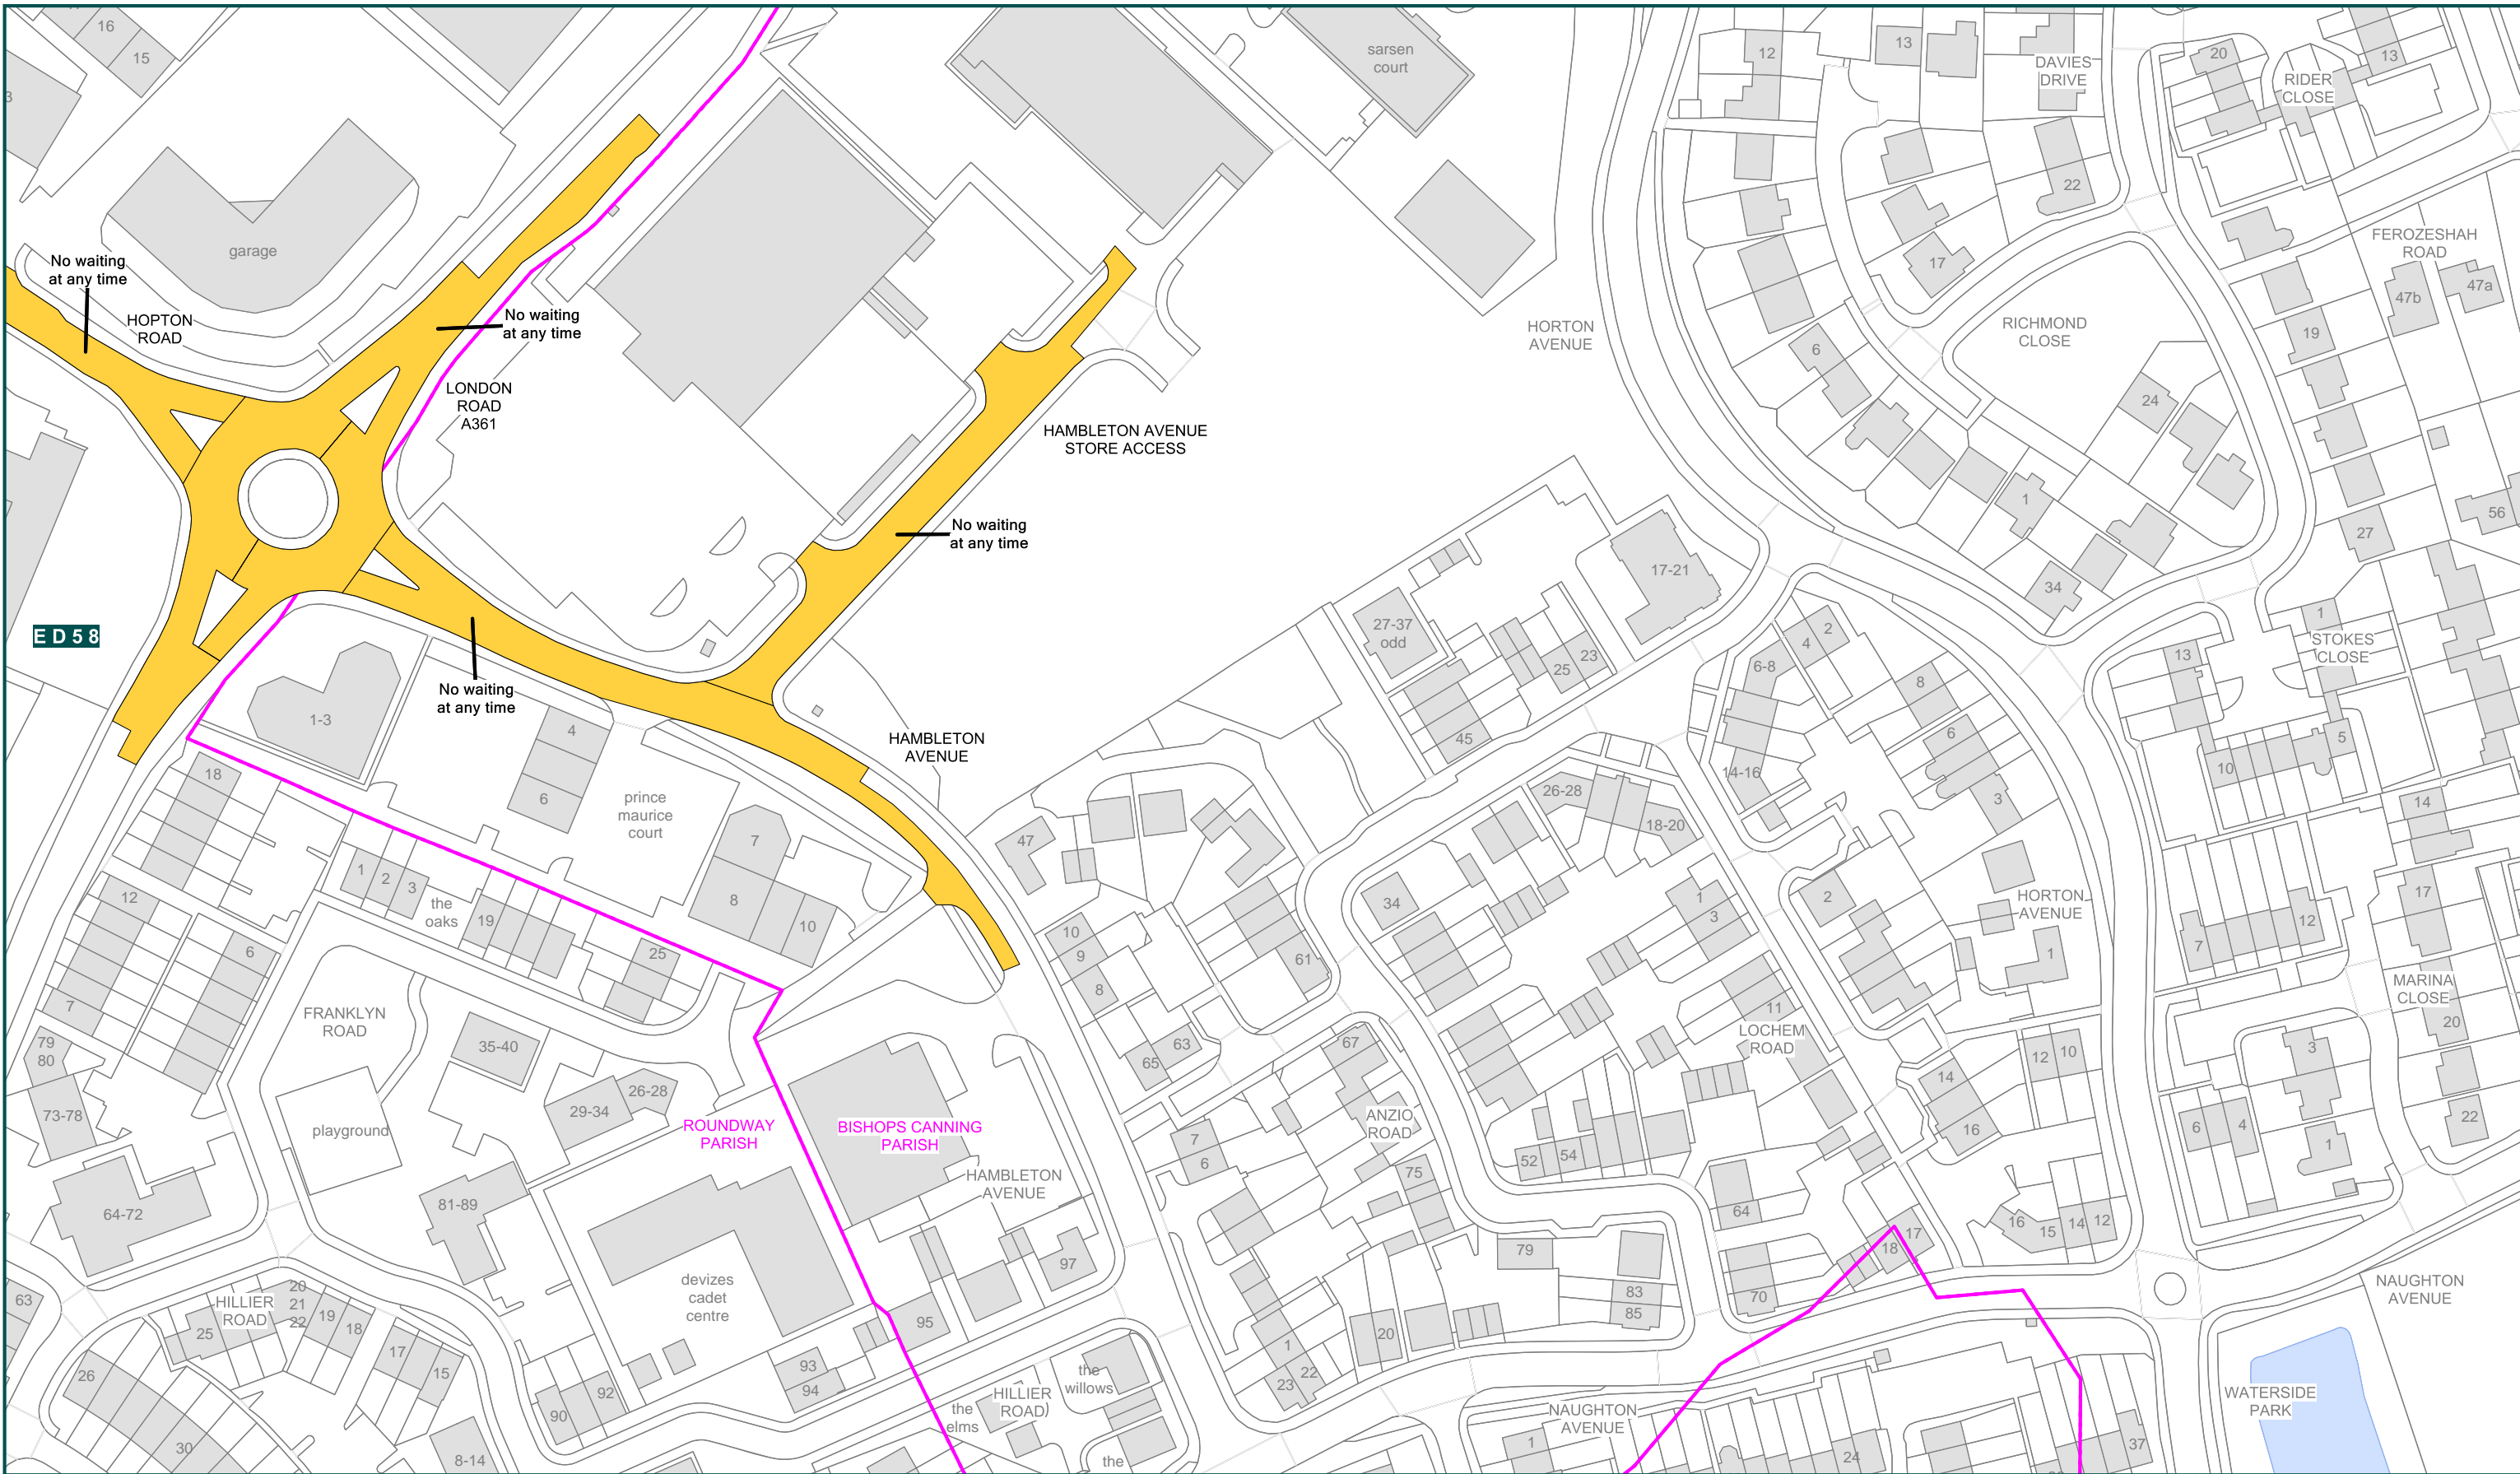 16
15
3
sarsen
court
12
13
DAVIES
DRIVE
20
RIDER
CLOSE
13
22
garage
No waiting
at any time
HOPTON
ROAD
No waiting
at any time
17
FEROZESHAH
ROAD
47b
47a
19
HORTON
AVENUE
RICHMOND
CLOSE
6
24
LONDON
ROAD
A361
HAMBLETON AVENUE
STORE ACCESS
No waiting
at any time
1
27
56
17-21
34
E D 5 8
27-37
odd
23
25
45
2
4
6-8
8
1
STOKES
CLOSE
13
5
10
No waiting
at any time
1-3
4
6
prince
maurice
court
HAMBLETON
AVENUE
7
8
10
18
6
3
14-16
14
26-28
18-20
47
1
2
3
the
oaks
19
25
12
6
7
34
10
9
8
61
1
3
2
HORTON
AVENUE
1
17
12
7
MARINA
CLOSE
20
11
LOCHEM
ROAD
FRANKLYN
ROAD
79
80
73-78
35-40
29-34
26-28
playground
ROUNDWAY
PARISH
BISHOPS CANNING
PARISH
63
65
67
ANZIO
ROAD
12
10
14
16
3
6
4
1
22
7
6
52
54
75
64-72
81-89
HAMBLETON
AVENUE
64
17
18
16
15
14
12
79
83
85
70
97
95
devizes
cadet
centre
93
94
NAUGHTON
AVENUE
63
HILLIER
ROAD
20
21
22
19
18
25
17
15
26
30
90
92
8-14
the
willows
HILLIER
ROAD)
the
elms
the
1
22
23
20
NAUGHTON
AVENUE
1
24
37
WATERSIDE
PARK